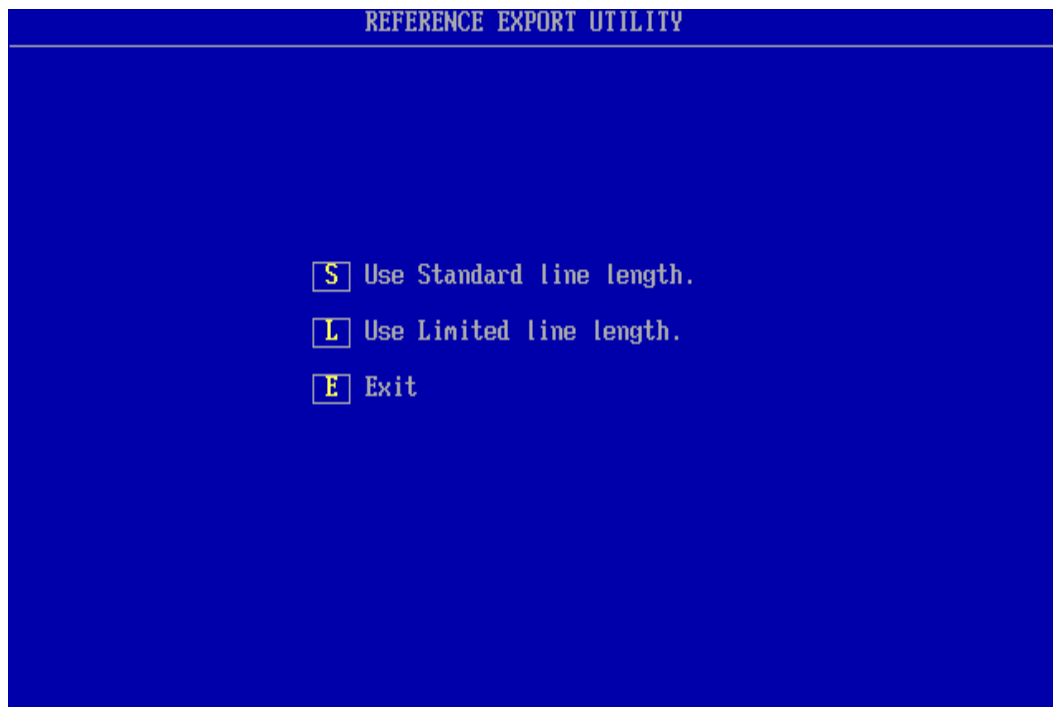 REFERENCE EXPORT UTILITY
S Use Standard line length.
L Use Limited line length.
E Exit